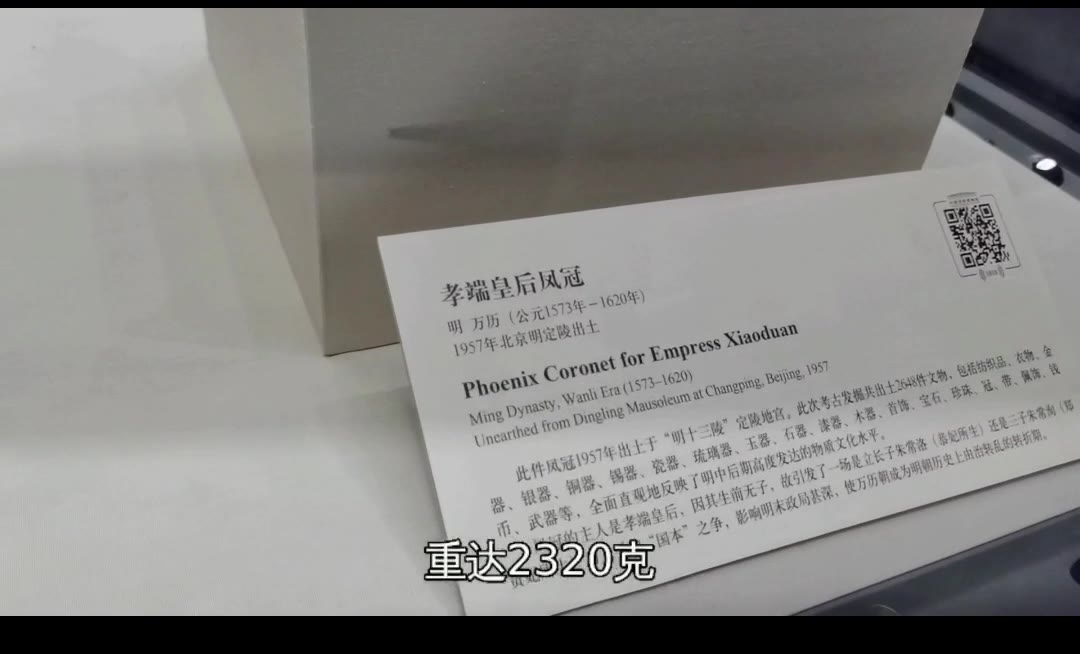 孝端皇后凤冠
明 万历（公元1573年－1620年）
1957年北京明定陵出土
Phoenix Coronet for Empress Xiaoduan
Ming Dynasty, Wanli Era (1573–1620)
Unearthed from Dingling Mausoleum at Changping, Beijing, 1957
此件凤冠1957年出土于“明十三陵”定陵地宫。此次考古发掘共出土2648件文物，包括纺织品、衣物、金
器、银器、铜器、锡器、瓷器、琉璃器、玉器、石器、漆器、木器、首饰、宝石、珍珠、冠、带、佩饰、钱
币、武器等，全面直观地反映了明中后期高度发达的物质文化水平。
冠的主人是孝端皇后，因其生前无子，故引发了一场是立长子朱常洛（恭妃所生）还是三子朱常洵（郑
“国本”之争，影响明末政局甚深，使万历朝成为明朝历史上由治转乱的转折期。
重达2320克